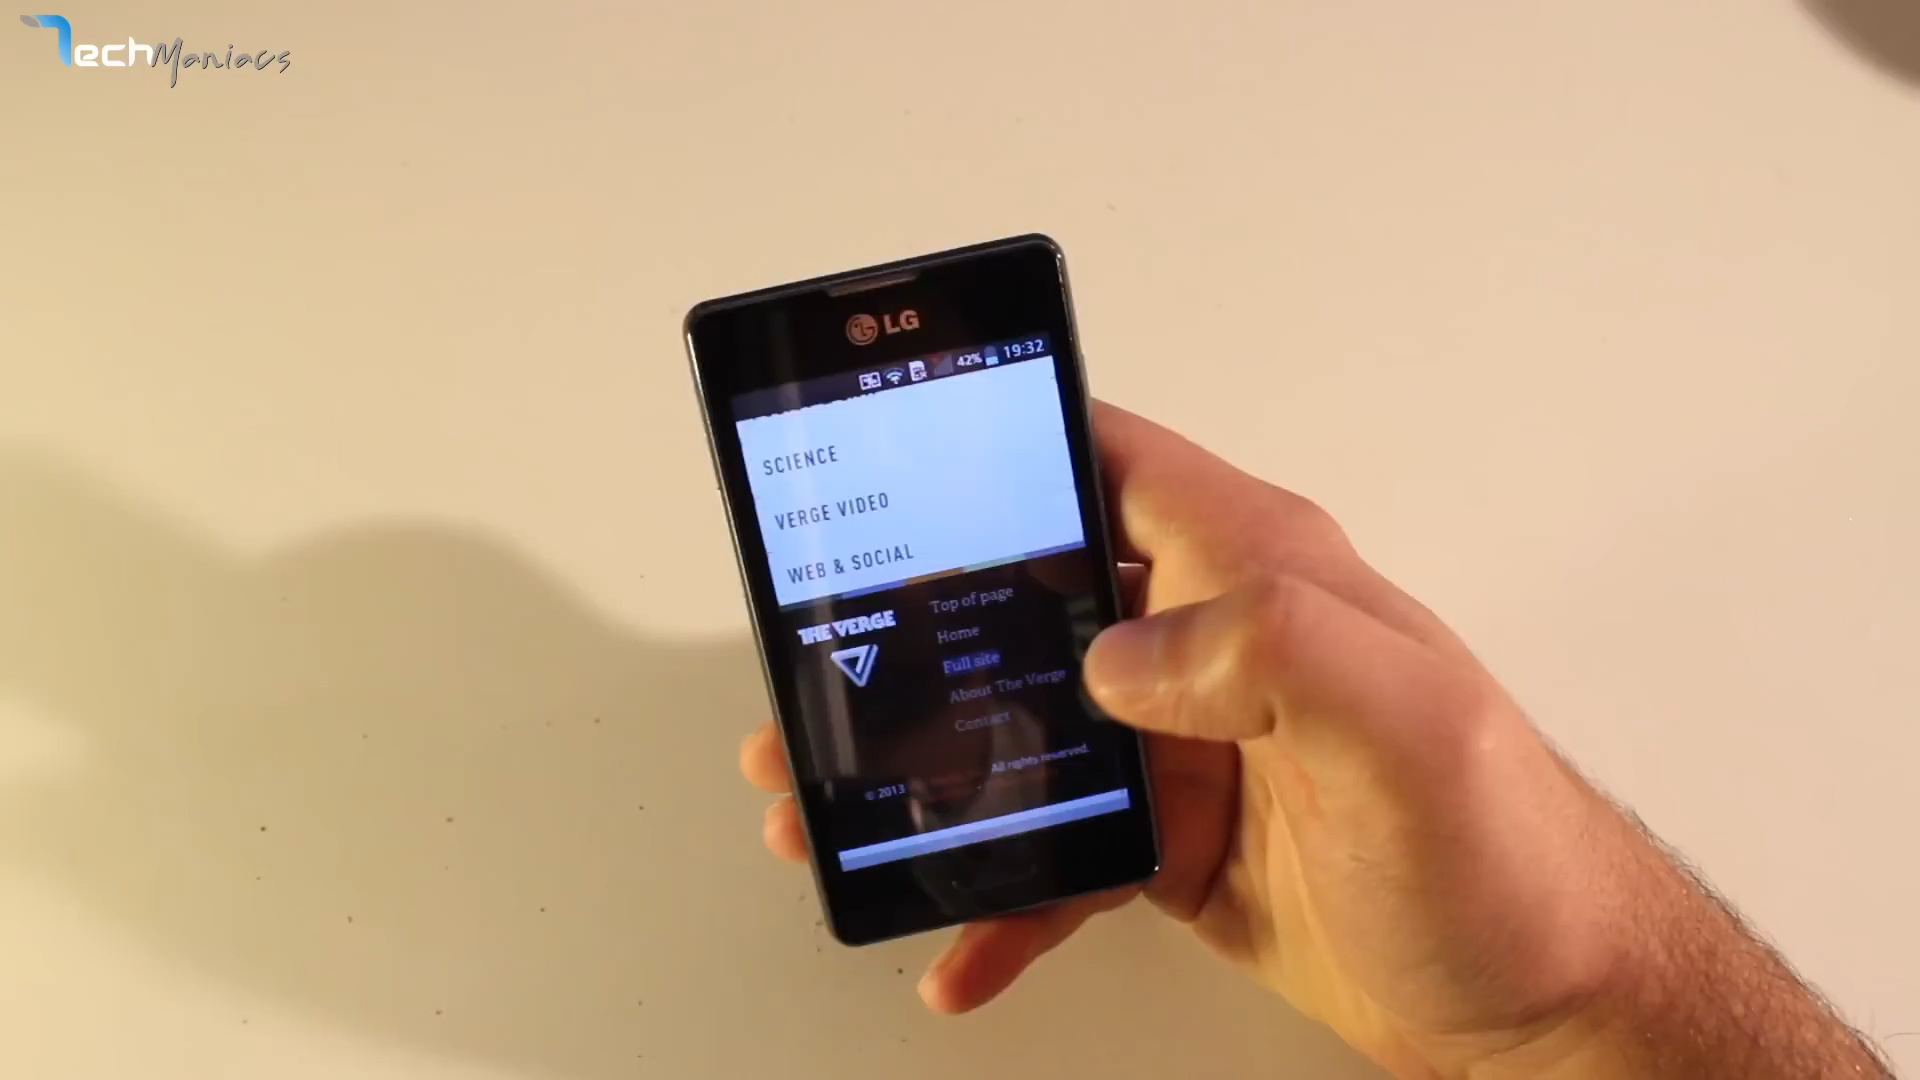 TechManiacs
LG
42% 19:32
SCIENCE
VERGE VIDEO
WEB & SOCIAL
THE VERGE
Top of page
Home
Full site
About The Verge
Contact
All rights reserved.
© 2013